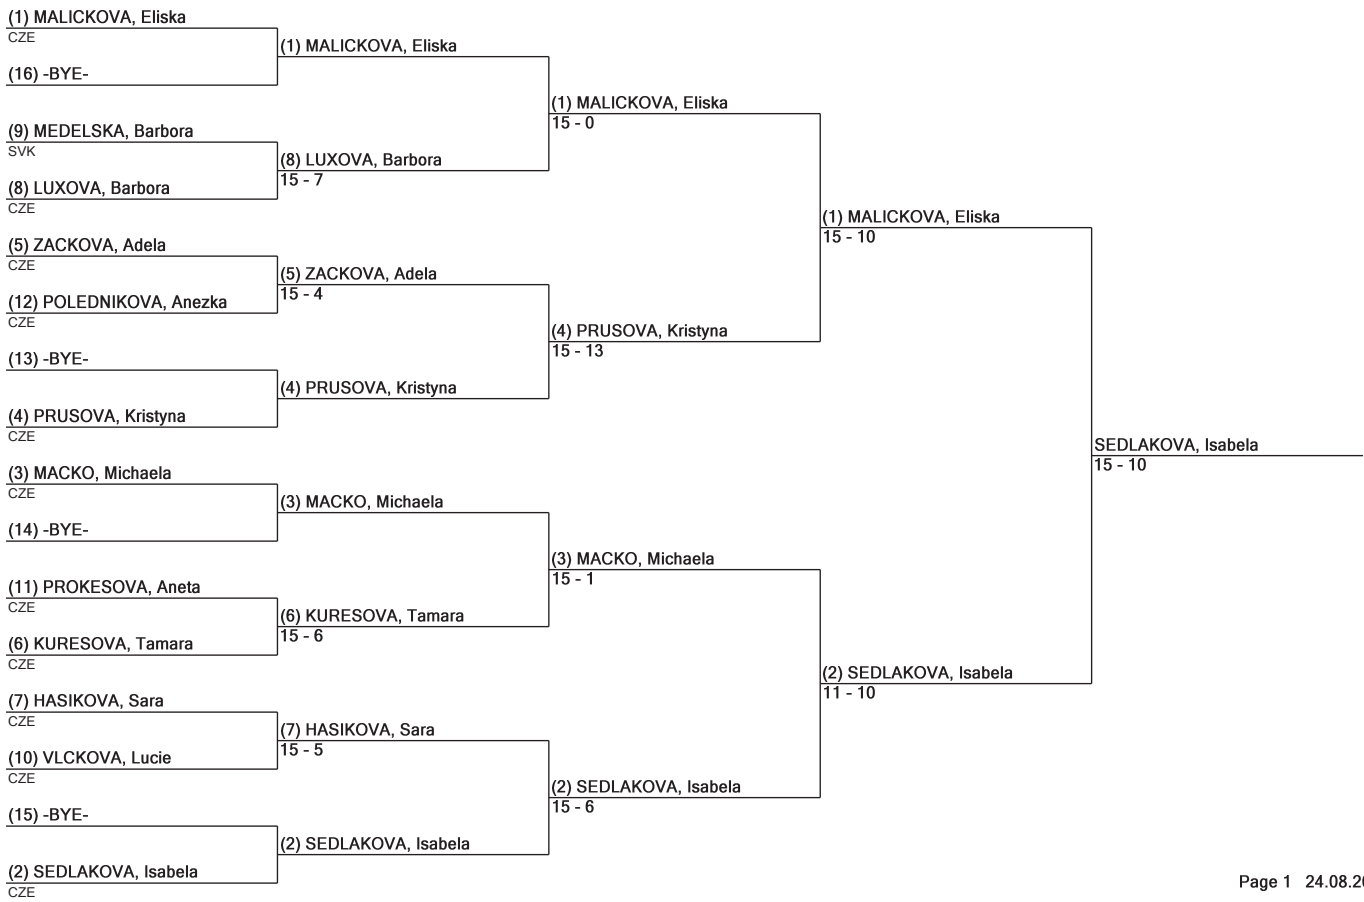 (1) MALICKOVA, Eliska
CZE
(16) -BYE-
(9) MEDELSKA, Barbora
SVK
(8) LUXOVA, Barbora
CZE
(5) ZACKOVA, Adela
CZE
(12) POLEDNIKOVA, Anezka
CZE
(13) -BYE-
(4) PRUSOVA, Kristyna
CZE
(3) MACKO, Michaela
CZE
(14) -BYE-
(11) PROKESOVA, Aneta
CZE
(6) KURESOVA, Tamara
CZE
(7) HASIKOVA, Sara
CZE
(10) VLCKOVA, Lucie
CZE
(15) -BYE-
(2) SEDLAKOVA, Isabela
CZE
(1) MALICKOVA, Eliska
(8) LUXOVA, Barbora
15 - 7
(5) ZACKOVA, Adela
15 - 4
(4) PRUSOVA, Kristyna
(3) MACKO, Michaela
(6) KURESOVA, Tamara
15 - 6
(7) HASIKOVA, Sara
15 - 5
(2) SEDLAKOVA, Isabela
(1) MALICKOVA, Eliska
15 - 0
(4) PRUSOVA, Kristyna
15 - 13
(3) MACKO, Michaela
15 - 1
(2) SEDLAKOVA, Isabela
15 - 6
(1) MALICKOVA, Eliska
15 - 10
(2) SEDLAKOVA, Isabela
11 - 10
SEDLAKOVA, Isabela
15 - 10
Page 1 24.08.20